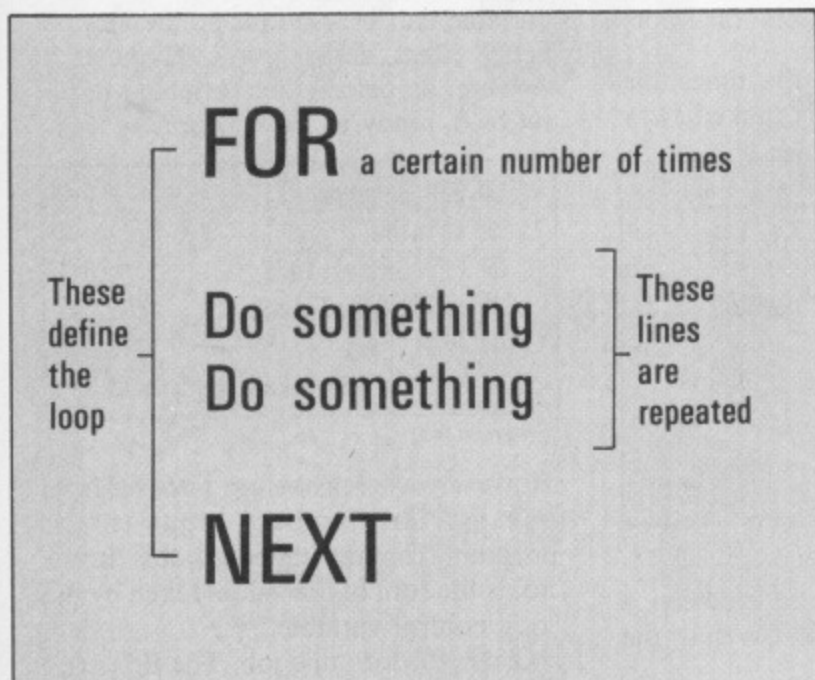 FOR a certain number of times
These
define
the
loop
Do something
Do something
These
lines
are
repeated
NEXT